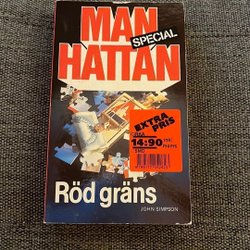 MAN
SPECIAL
HATTAN
EXTRA
PRIS
14:90
Röd gräns
JOHN SIMPSON